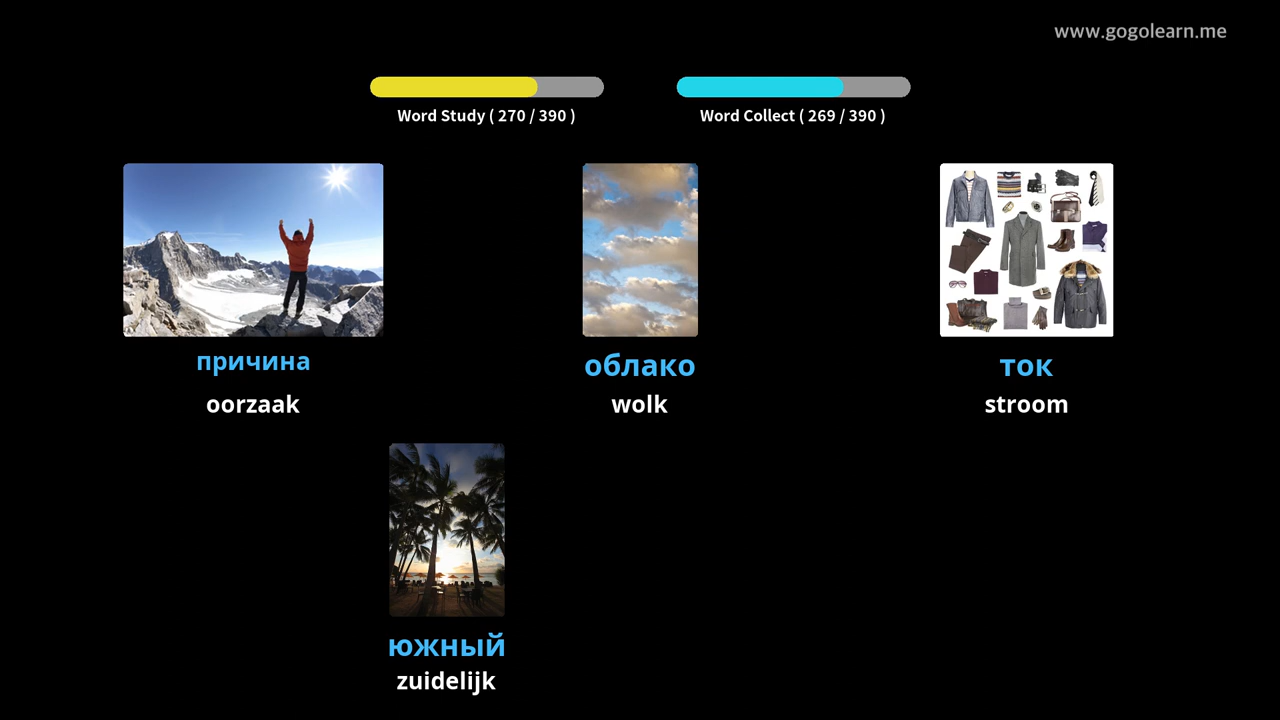 www.gogolearn.me
Word Study ( 270 / 390 )
Word Collect ( 269 / 390 )
причина
oorzaak
облако
wolk
ток
stroom
южный
zuidelijk